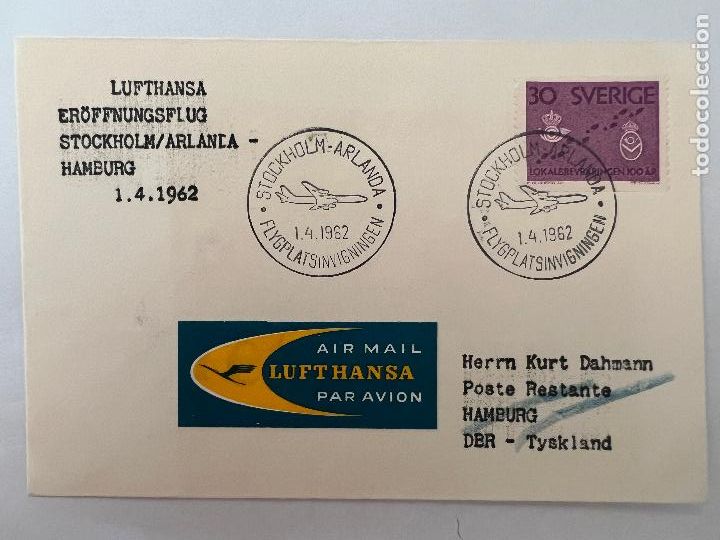 LUFTHANSA
ERÖFFNUNGSFLUG
STOCKHOLM/ARLANDA -
HAMBURG
1.4.1962
STOCKHOLM-ARLANDA
1.4.1962
• FLYGPLATSINVIGNINGEN •
30 SVERIGE
LOKALBREVBÄRINGEN 100 ÅR
STOCKHOLM-ARLANDA
1.4.1962
• FLYGPLATSINVIGNINGEN •
AIR MAIL
LUFTHANSA
PAR AVION
Herrn Kurt Dahmann
Poste Restante
HAMBURG
DBR - Tyskland
todocoleccion